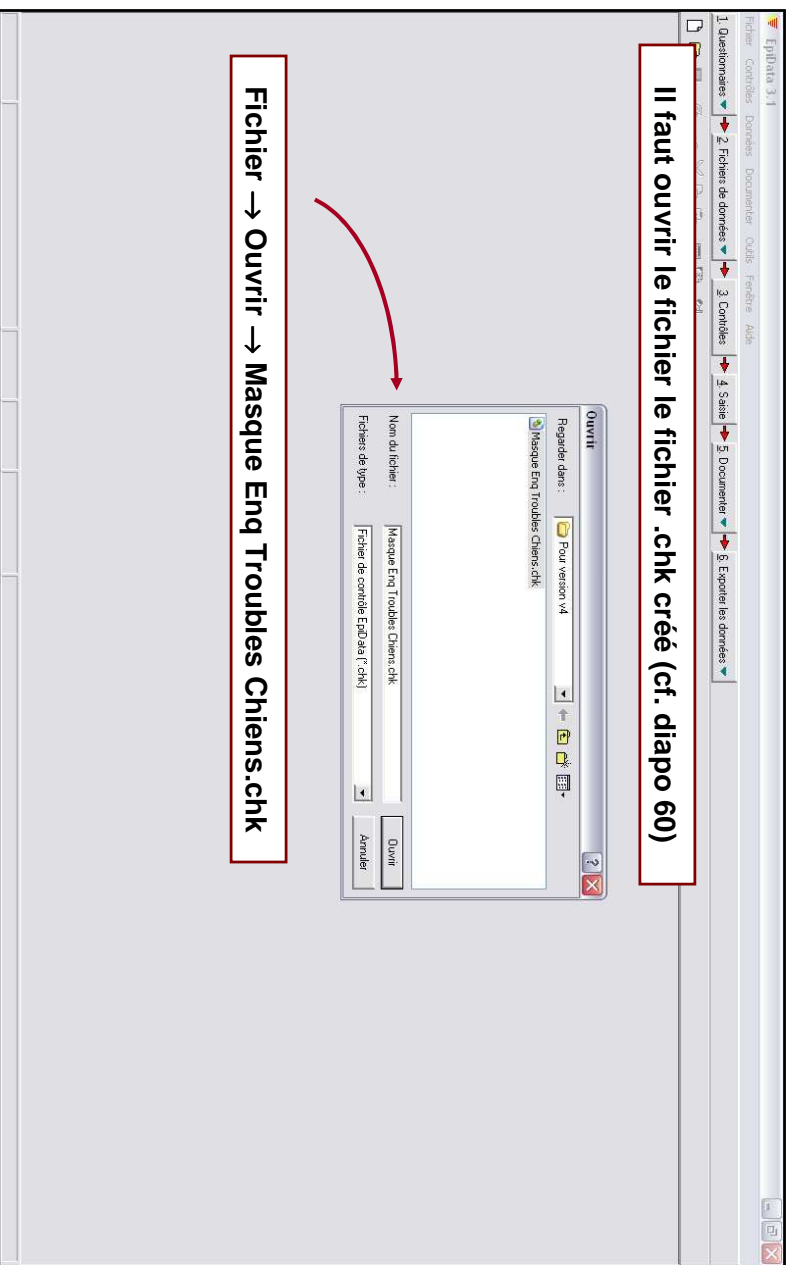 EpiData 3.1
Fichier Contrôles Données Documenter Outils Fenêtre Aide
1. Questionnaires 2. Fichiers de données 3. Contrôles 4. Saisie 5. Documenter 6. Exporter les données
Il faut ouvrir le fichier le fichier .chk créé (cf. diapo 60)
Ouvrir
Regarder dans : Pour version v4
Masque Enq Troubles Chiens.chk
Nom du fichier : Masque Enq Troubles Chiens.chk Ouvrir
Fichiers de type : Fichier de contrôle EpiData (*.chk) Annuler
Fichier → Ouvrir → Masque Enq Troubles Chiens.chk